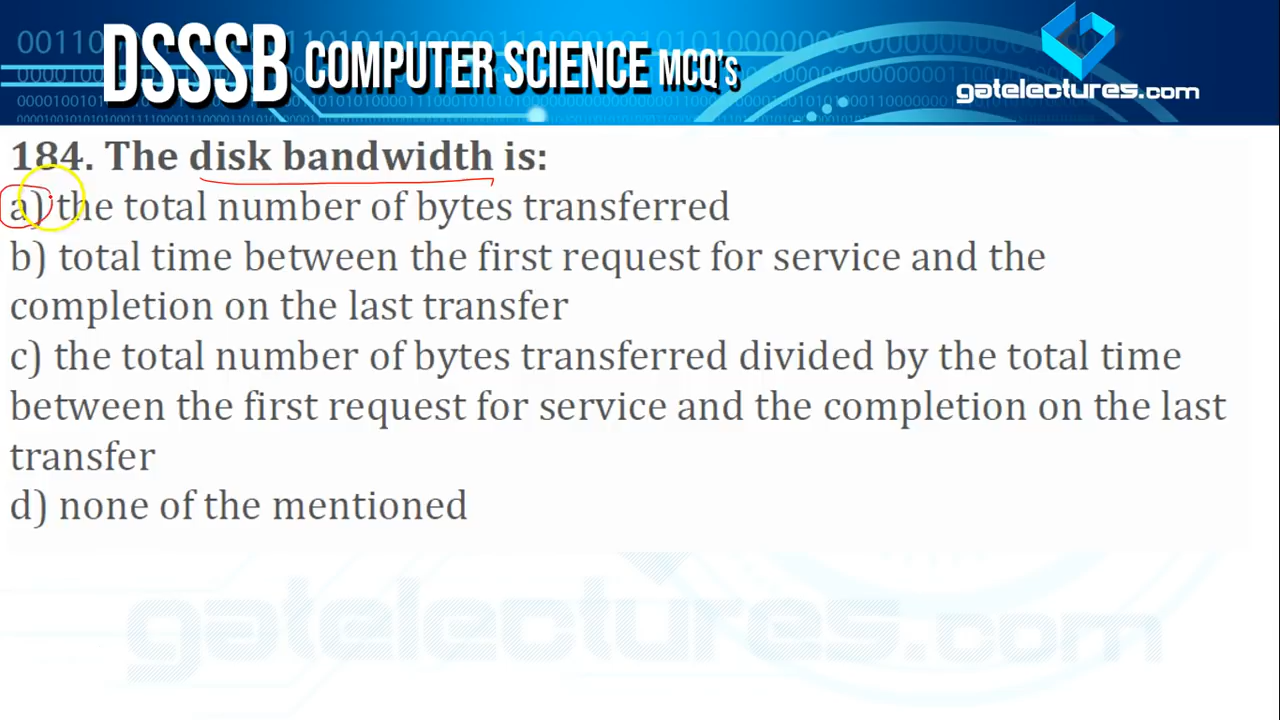 DSSSB COMPUTER SCIENCE MCQ's
gatelectures.com
184. The disk bandwidth is:
a) the total number of bytes transferred
b) total time between the first request for service and the
completion on the last transfer
c) the total number of bytes transferred divided by the total time
between the first request for service and the completion on the last
transfer
d) none of the mentioned
gatelectures.com